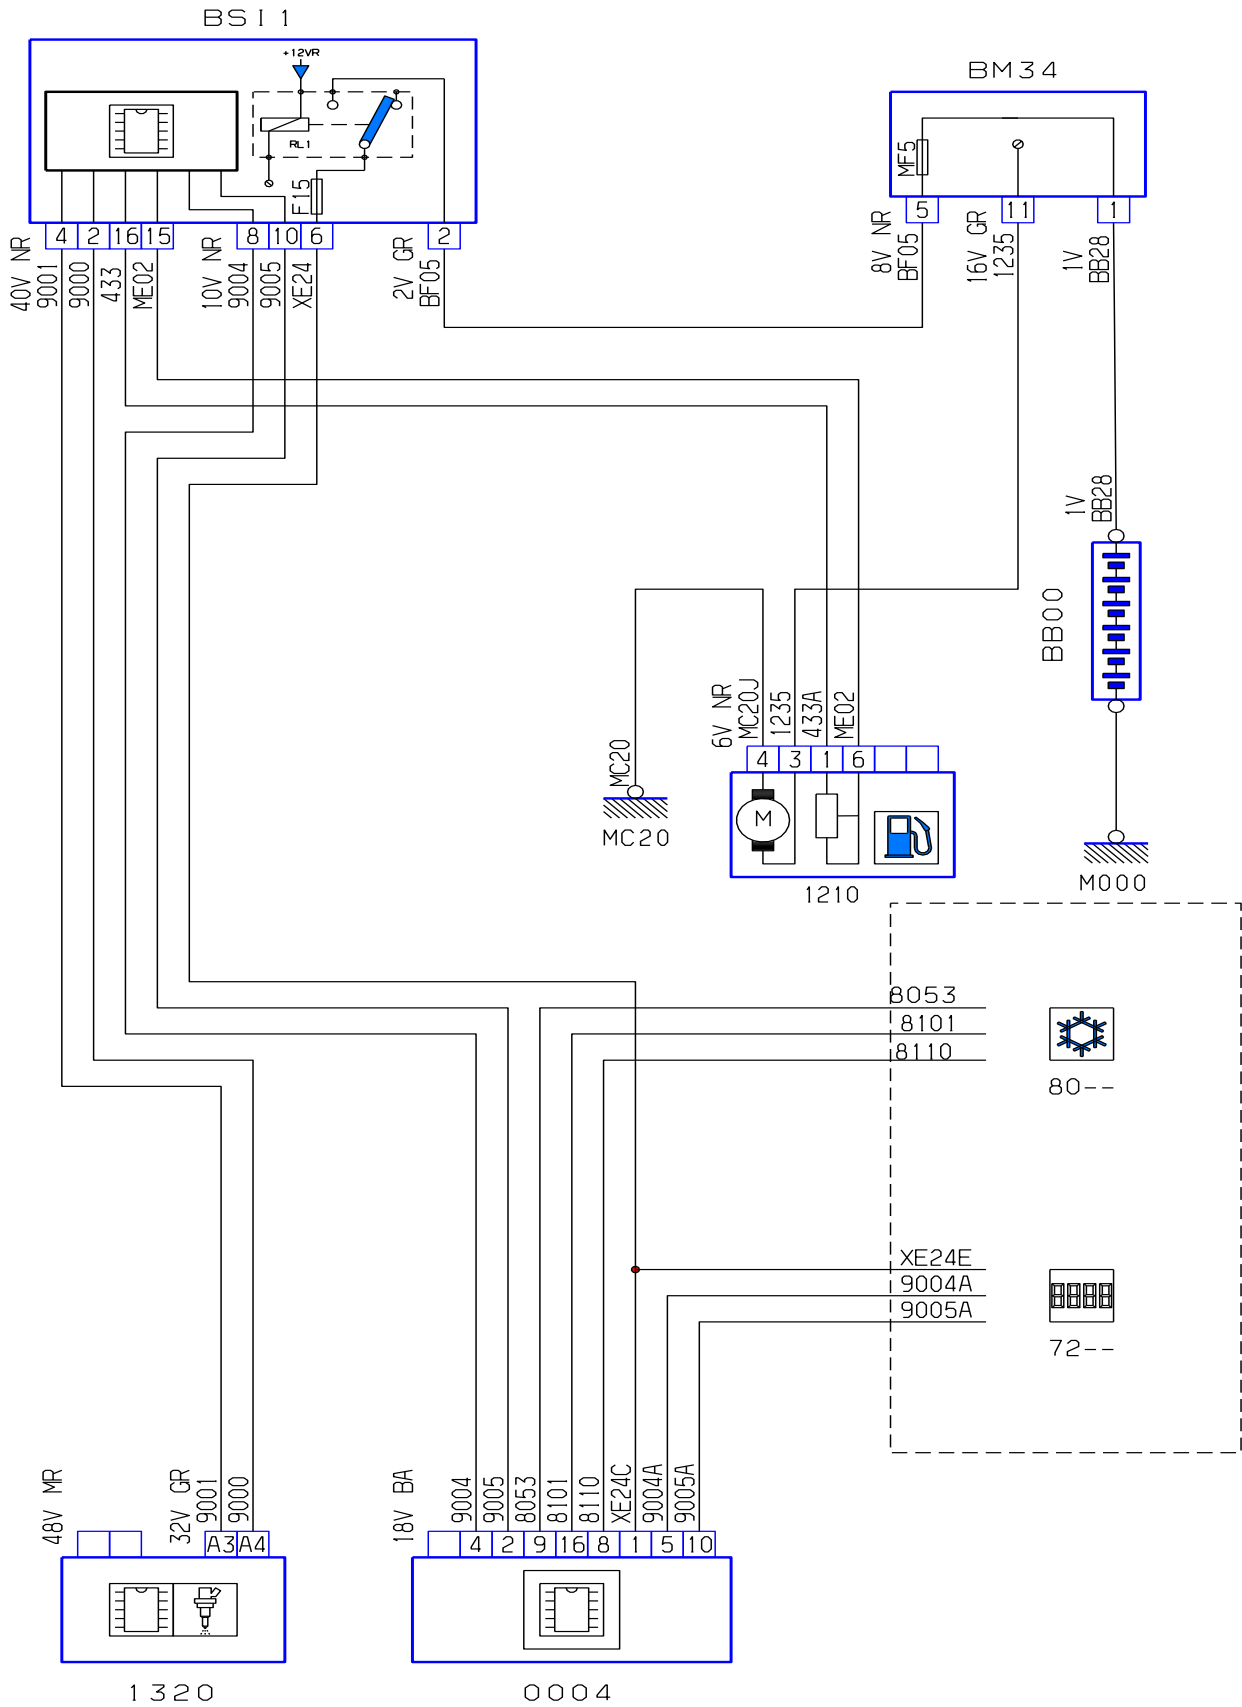 BSI1
+12VR
RL1
F15
4 2 16 15 8 10 6 2
40V NR
9001
9000
433
ME02
10V NR
9004
9005
XE24
2V GR
BF05
BM34
MF5
5 11 1
8V NR
BF05
16V GR
1235
1V
BB28
1V
BB28
BB00
M000
MC20
MC20
6V NR
MC20J
1235
433A
ME02
4 3 1 6
M
1210
8053
8101
8110
80--
XE24E
9004A
9005A
72--
48V MR
32V GR
9001
9000
A3 A4
1320
18V BA
9004
9005
8053
8101
8110
XE24C
9004A
9005A
4 2 9 16 8 1 5 10
0004